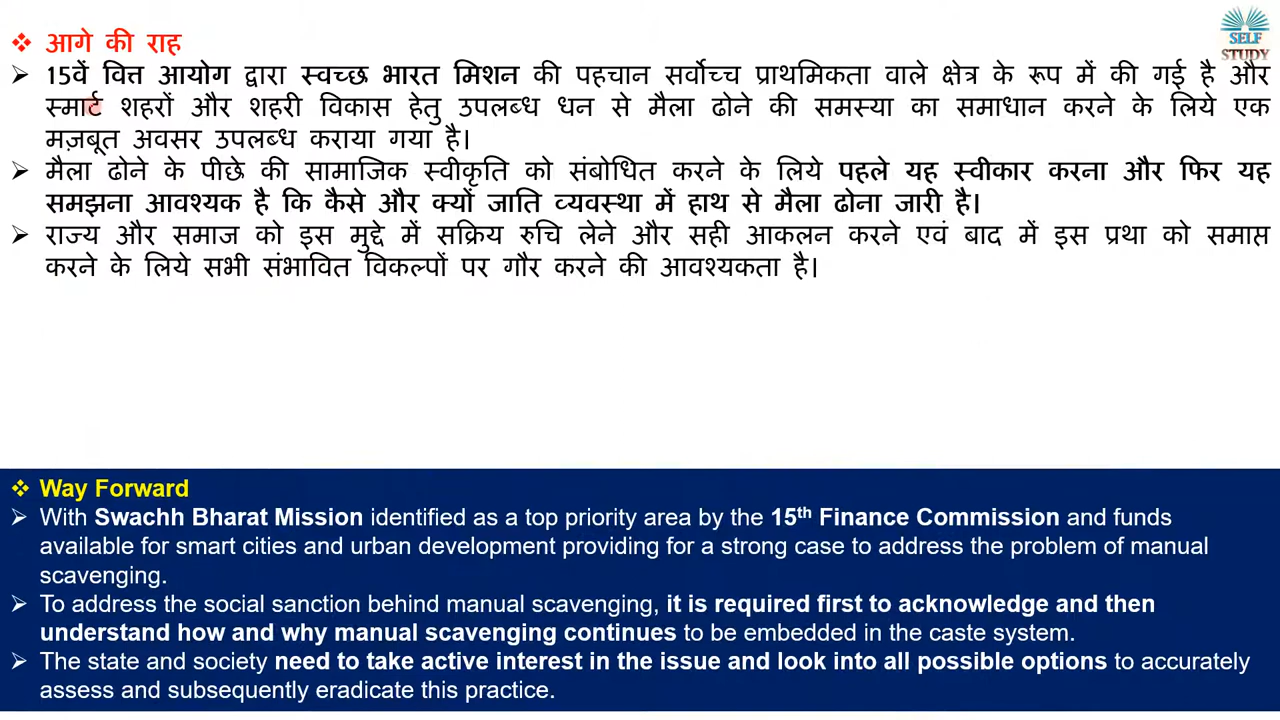 SELF
STUDY
❖ आगे की राह
➢ 15वें वित्त आयोग द्वारा स्वच्छ भारत मिशन की पहचान सर्वोच्च प्राथमिकता वाले क्षेत्र के रूप में की गई है और
स्मार्ट शहरों और शहरी विकास हेतु उपलब्ध धन से मैला ढोने की समस्या का समाधान करने के लिये एक
मज़बूत अवसर उपलब्ध कराया गया है।
➢ मैला ढोने के पीछे की सामाजिक स्वीकृति को संबोधित करने के लिये पहले यह स्वीकार करना और फिर यह
समझना आवश्यक है कि कैसे और क्यों जाति व्यवस्था में हाथ से मैला ढोना जारी है।
➢ राज्य और समाज को इस मुद्दे में सक्रिय रुचि लेने और सही आकलन करने एवं बाद में इस प्रथा को समाप्त
करने के लिये सभी संभावित विकल्पों पर गौर करने की आवश्यकता है।
❖ Way Forward
➢ With Swachh Bharat Mission identified as a top priority area by the 15th Finance Commission and funds
available for smart cities and urban development providing for a strong case to address the problem of manual
scavenging.
➢ To address the social sanction behind manual scavenging, it is required first to acknowledge and then
understand how and why manual scavenging continues to be embedded in the caste system.
➢ The state and society need to take active interest in the issue and look into all possible options to accurately
assess and subsequently eradicate this practice.